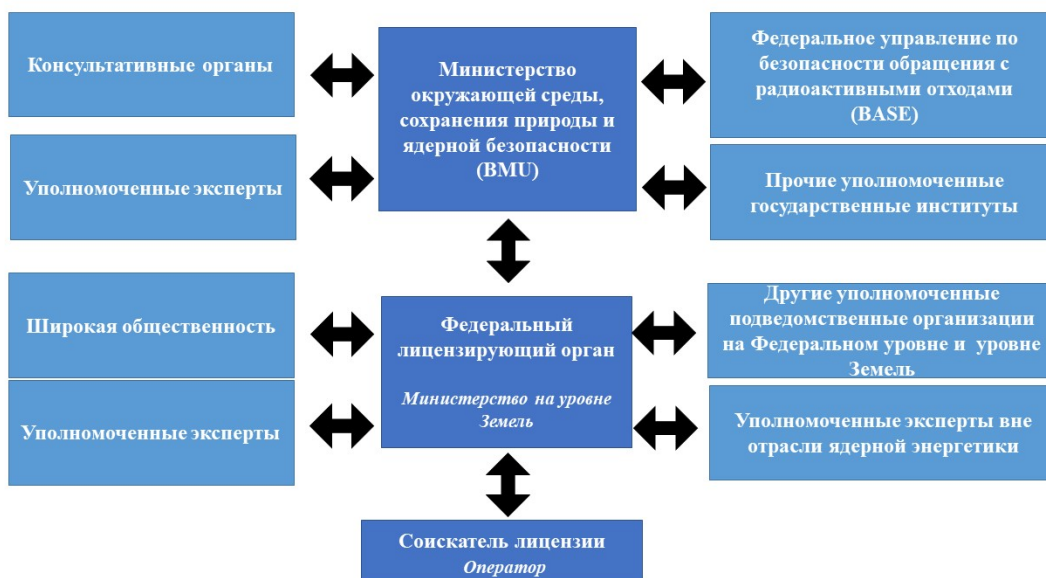 Консультативные органы
Уполномоченные эксперты
Министерство
окружающей среды,
сохранения природы и
ядерной безопасности
(BMU)
Федеральное управление по
безопасности обращения с
радиоактивными отходами
(BASE)
Прочие уполномоченные
государственные институты
Широкая общественность
Уполномоченные эксперты
Федеральный
лицензирующий орган
Министерство на уровне
Земель
Другие уполномоченные
подведомственные организации
на Федеральном уровне и уровне
Земель
Уполномоченные эксперты вне
отрасли ядерной энергетики
Соискатель лицензии
Оператор